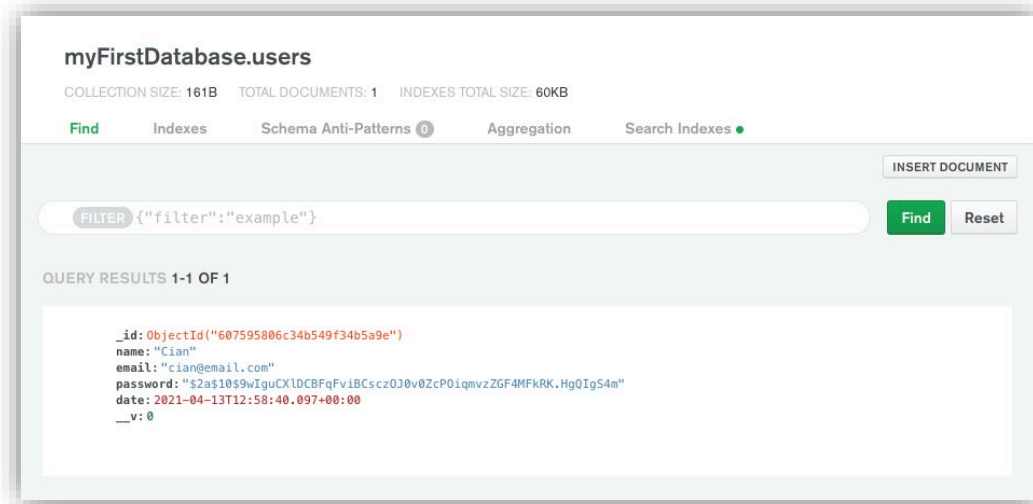 myFirstDatabase.users
COLLECTION SIZE: 161B TOTAL DOCUMENTS: 1 INDEXES TOTAL SIZE: 60KB
Find Indexes Schema Anti-Patterns 0 Aggregation Search Indexes
INSERT DOCUMENT
FILTER {"filter":"example"} Find Reset
QUERY RESULTS 1-1 OF 1
_id: ObjectId("607595806c34b549f34b5a9e")
name: "Cian"
email: "cian@email.com"
password: "$2a$10$9wIguCXlDCBFqFviBCsczOJ0v0ZcPOiqmvzZGF4MFkRK.HgQIgS4m"
date: 2021-04-13T12:58:40.097+00:00
__v: 0